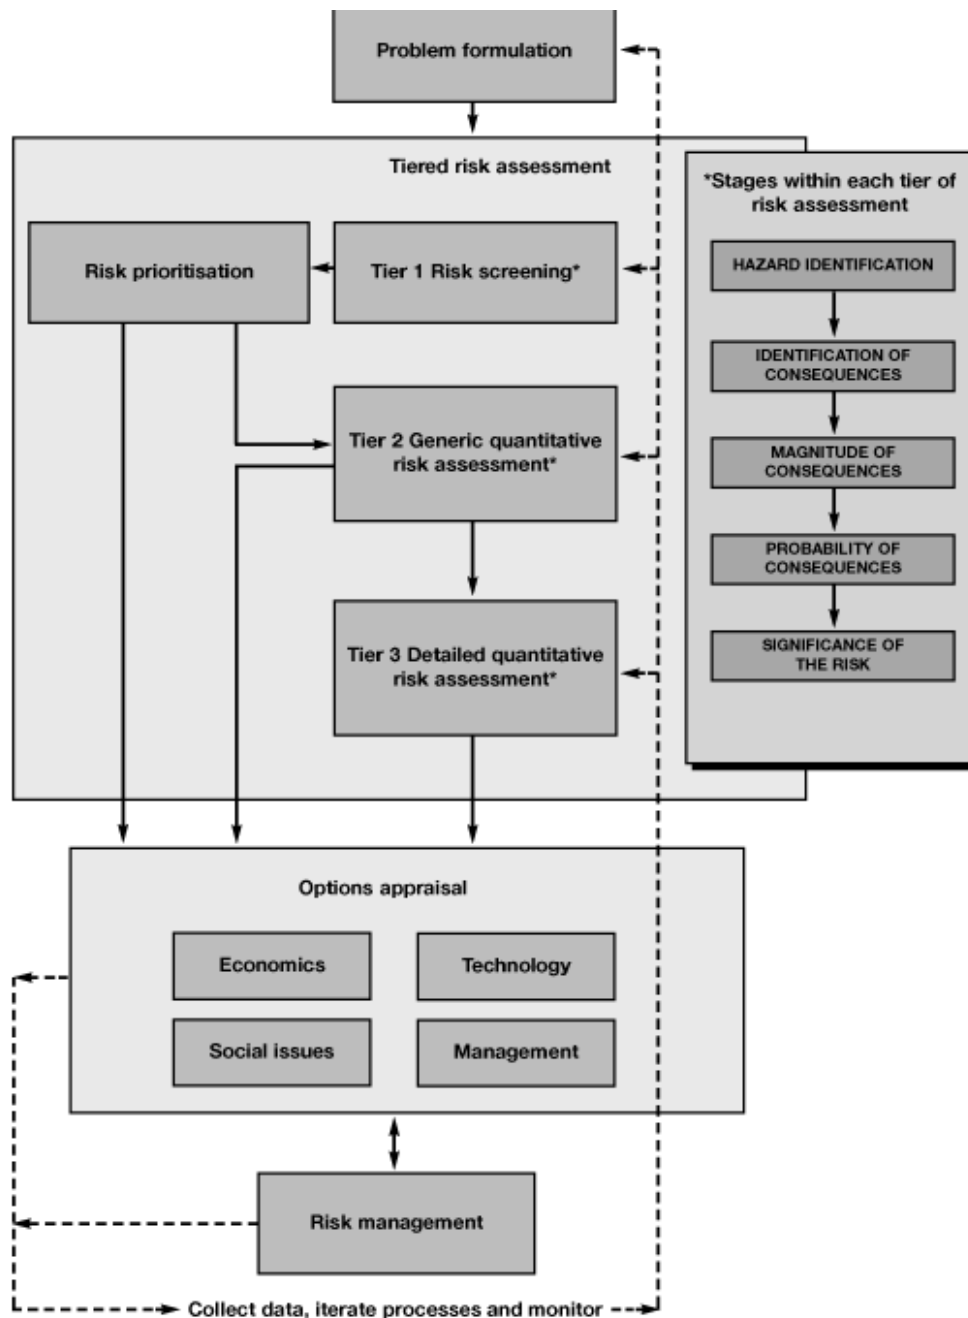 Problem formulation
Tiered risk assessment
Risk prioritisation
Tier 1 Risk screening*
Tier 2 Generic quantitative
risk assessment*
Tier 3 Detailed quantitative
risk assessment*
*Stages within each tier of
risk assessment
HAZARD IDENTIFICATION
IDENTIFICATION OF
CONSEQUENCES
MAGNITUDE OF
CONSEQUENCES
PROBABILITY OF
CONSEQUENCES
SIGNIFICANCE OF
THE RISK
Options appraisal
Economics
Technology
Social issues
Management
Risk management
Collect data, iterate processes and monitor